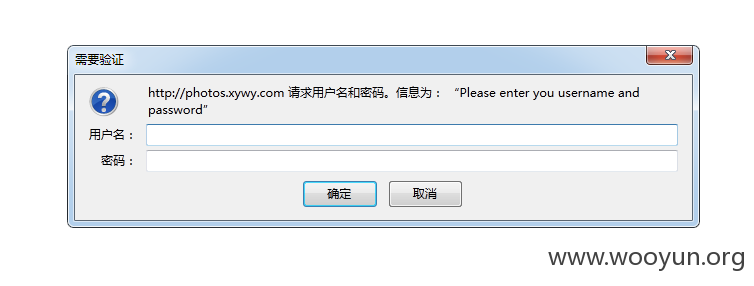 需要验证
http://photos.xywy.com 请求用户名和密码。信息为： “Please enter you username and
password”
用户名：
密码：
确定
取消
www.wooyun.org